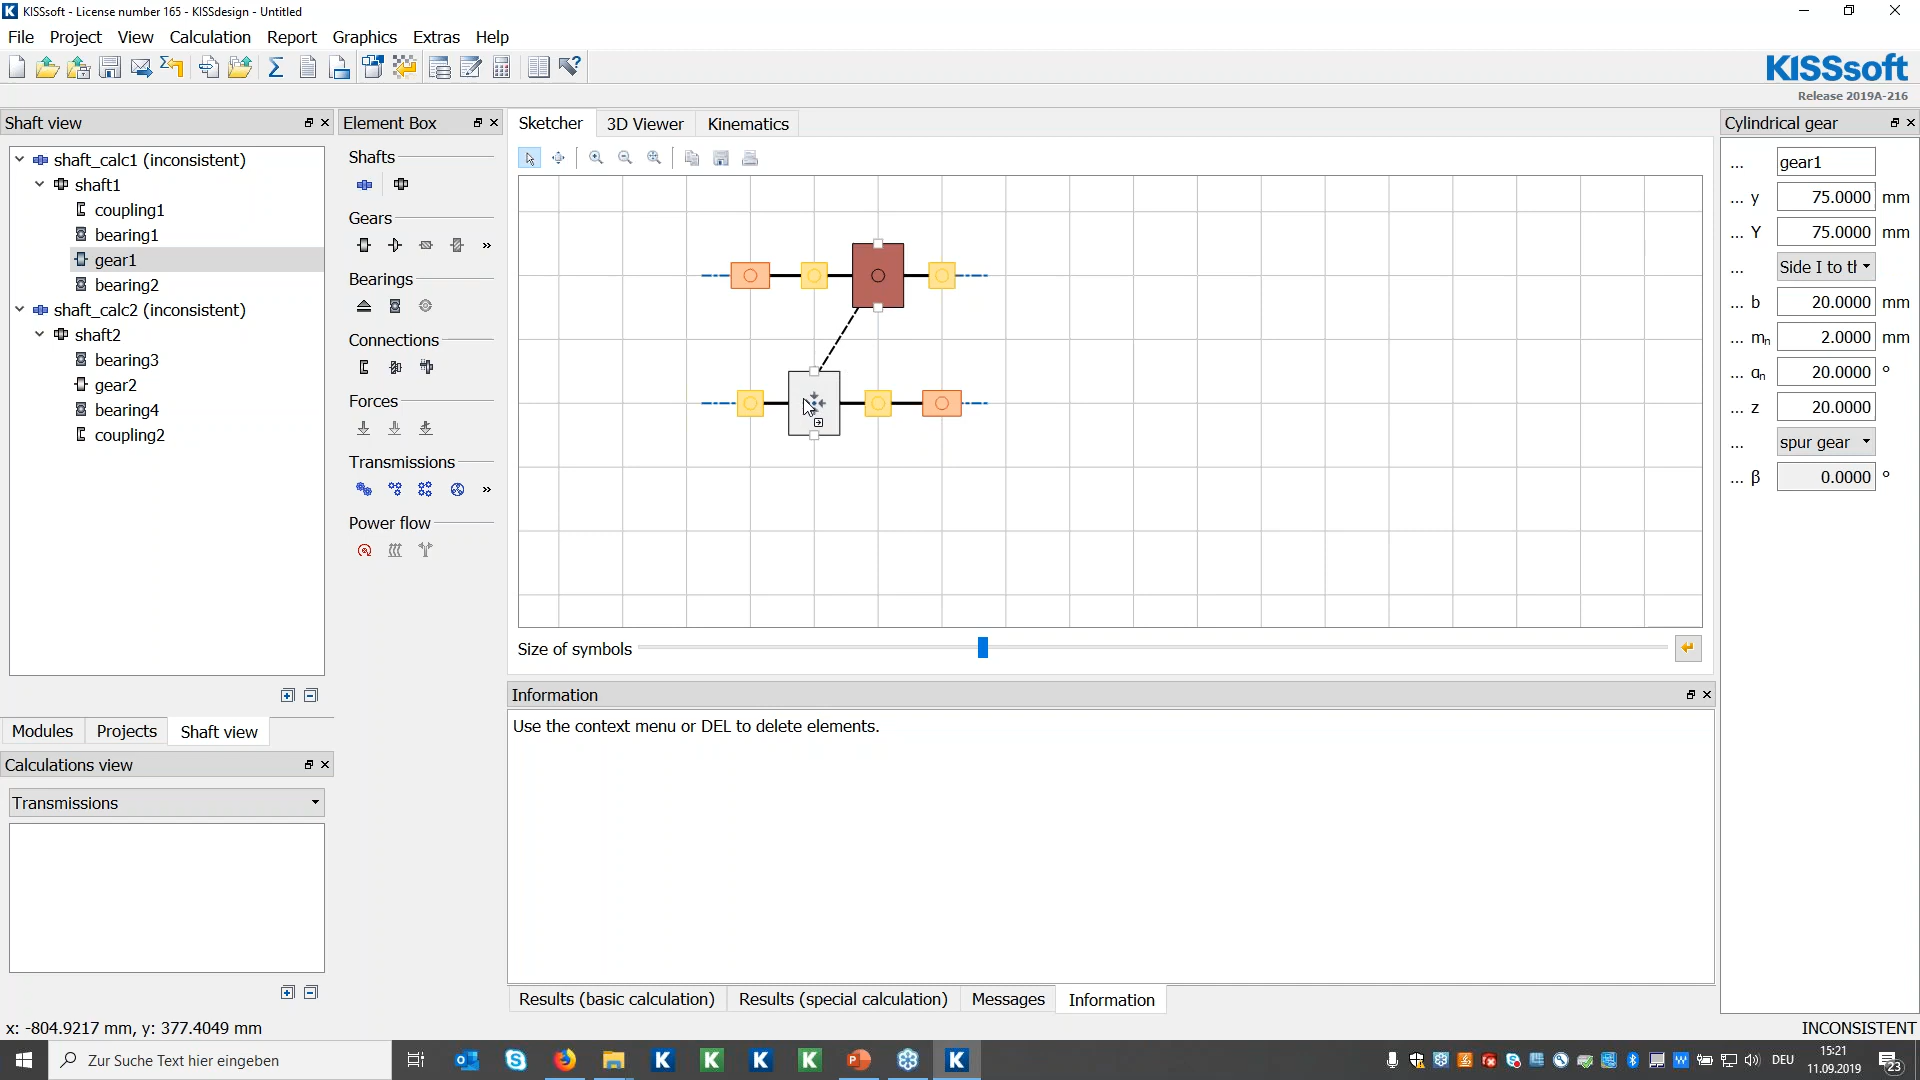 KISSsoft - License number 165 - KISSdesign - Untitled
File Project View Calculation Report Graphics Extras Help
KISSsoft
Release 2019A-216
Shaft view
shaft_calc1 (inconsistent)
shaft1
coupling1
bearing1
gear1
bearing2
shaft_calc2 (inconsistent)
shaft2
bearing3
gear2
bearing4
coupling2
Modules Projects Shaft view
Calculations view
Transmissions
Element Box
Shafts
Gears
»
Bearings
Connections
Forces
Transmissions
»
Power flow
Sketcher 3D Viewer Kinematics
Size of symbols
Information
Use the context menu or DEL to delete elements.
Results (basic calculation) Results (special calculation) Messages Information
Cylindrical gear
... gear1
... y 75.0000 mm
... Y 75.0000 mm
... Side I to th
... b 20.0000 mm
... mn 2.0000 mm
... αn 20.0000 °
... z 20.0000
... spur gear
... β 0.0000 °
x: -804.9217 mm, y: 377.4049 mm
INCONSISTENT
Zur Suche Text hier eingeben
DEU
15:21
11.09.2019
23